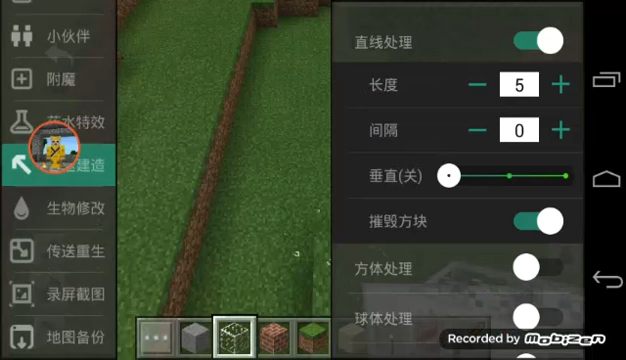 小伙伴
附魔
药水特效
建造
生物修改
传送重生
录屏截图
地图备份
直线处理
长度
5
间隔
0
垂直(关)
摧毁方块
方体处理
球体处理
Recorded by mobizen